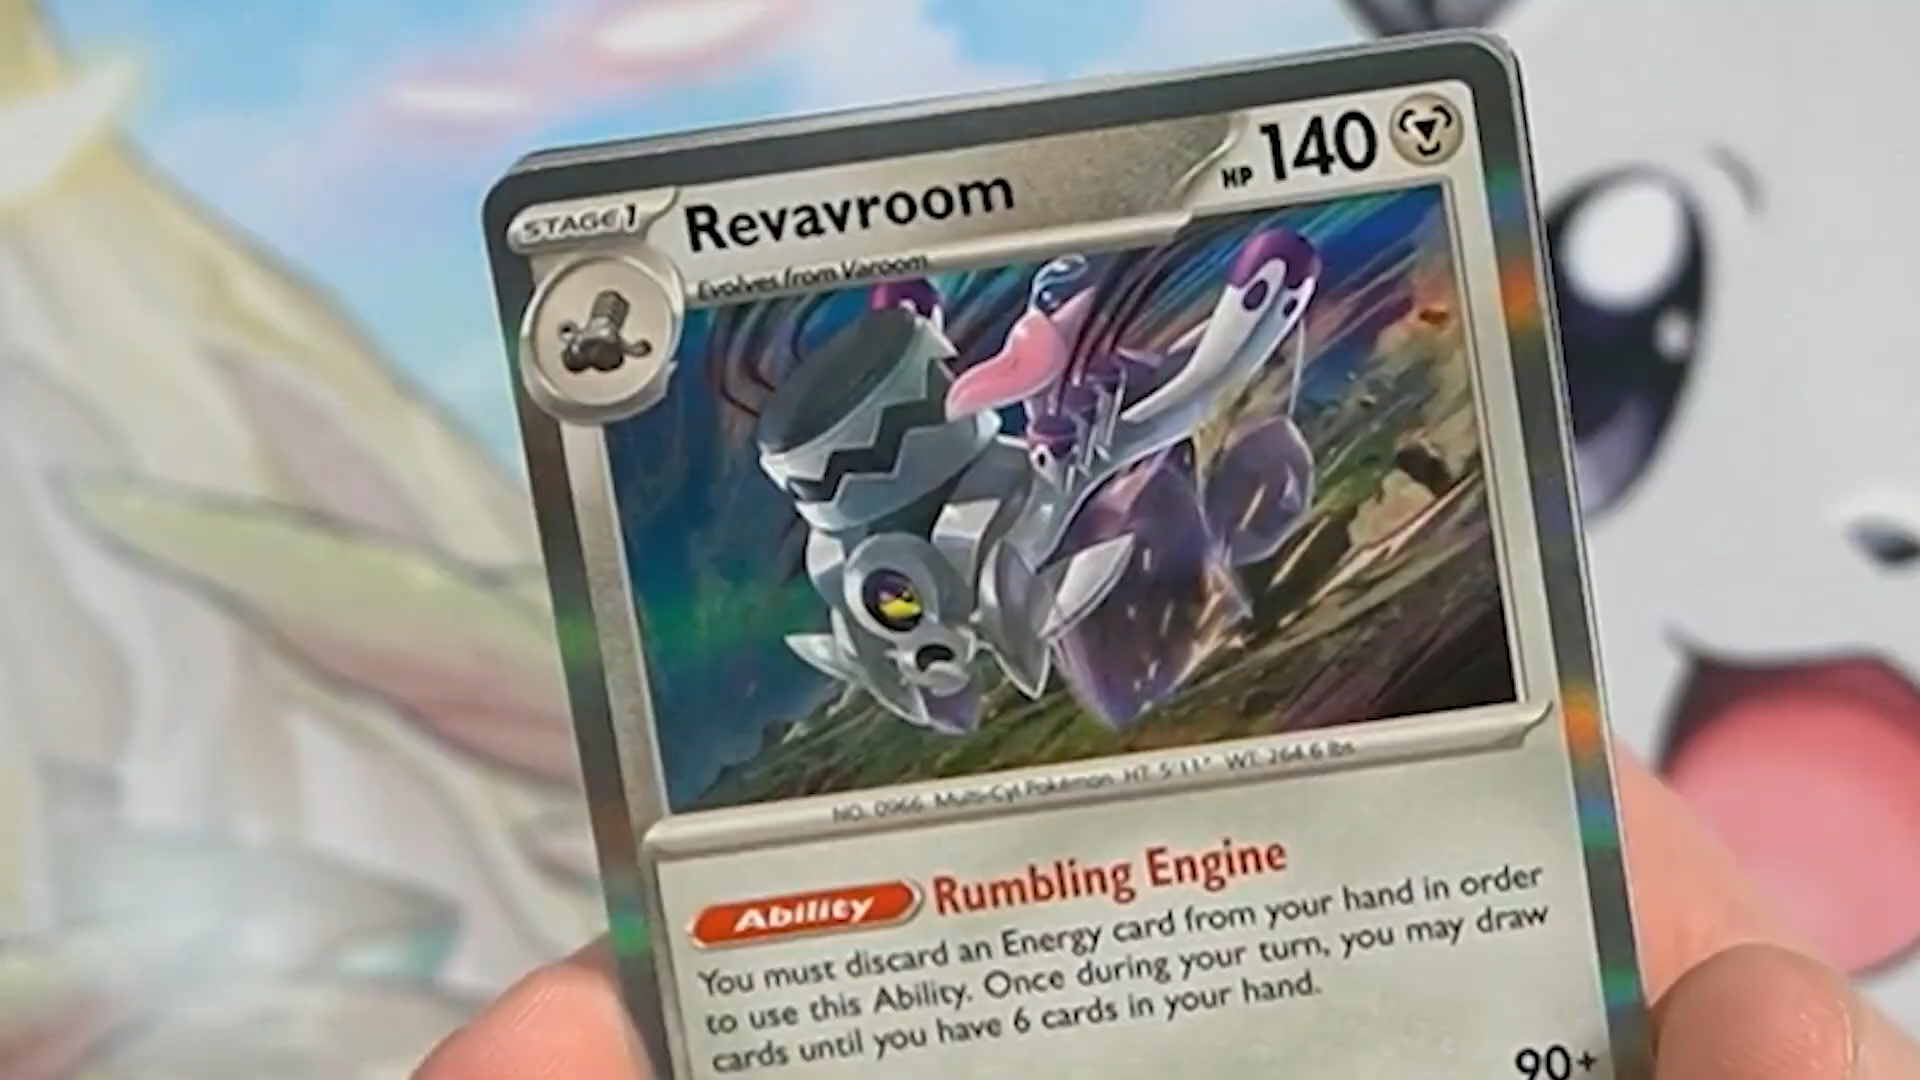 STAGE 1 Revavroom HP 140
Evolves from Varoom
NO. 0966 Multi-Cyl Pokémon HT: 5'11" WT: 264.6 lbs.
Ability Rumbling Engine
You must discard an Energy card from your hand in order
to use this Ability. Once during your turn, you may draw
cards until you have 6 cards in your hand.
90+